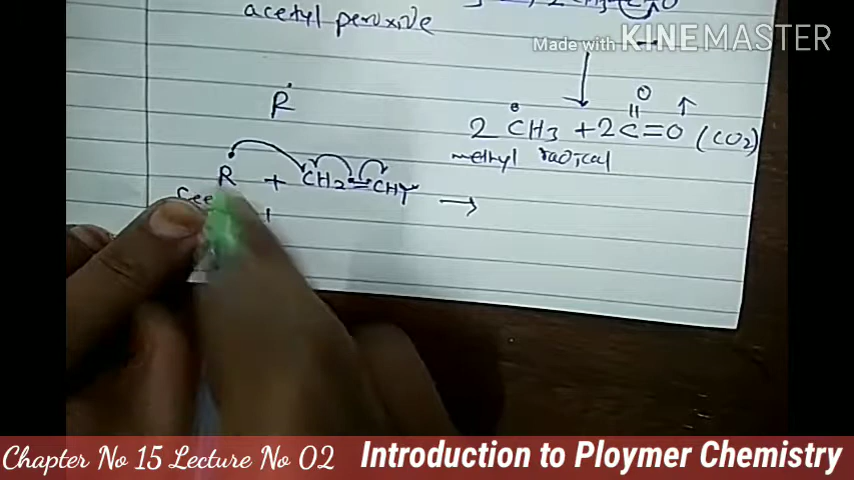 acetyl peroxide
Made with KINEMASTER
Ṙ
O
2 ĊH3 + 2 C=O (CO2)
methyl radical
R + CH2=CHY →
Chapter No 15 Lecture No 02 Introduction to Ploymer Chemistry